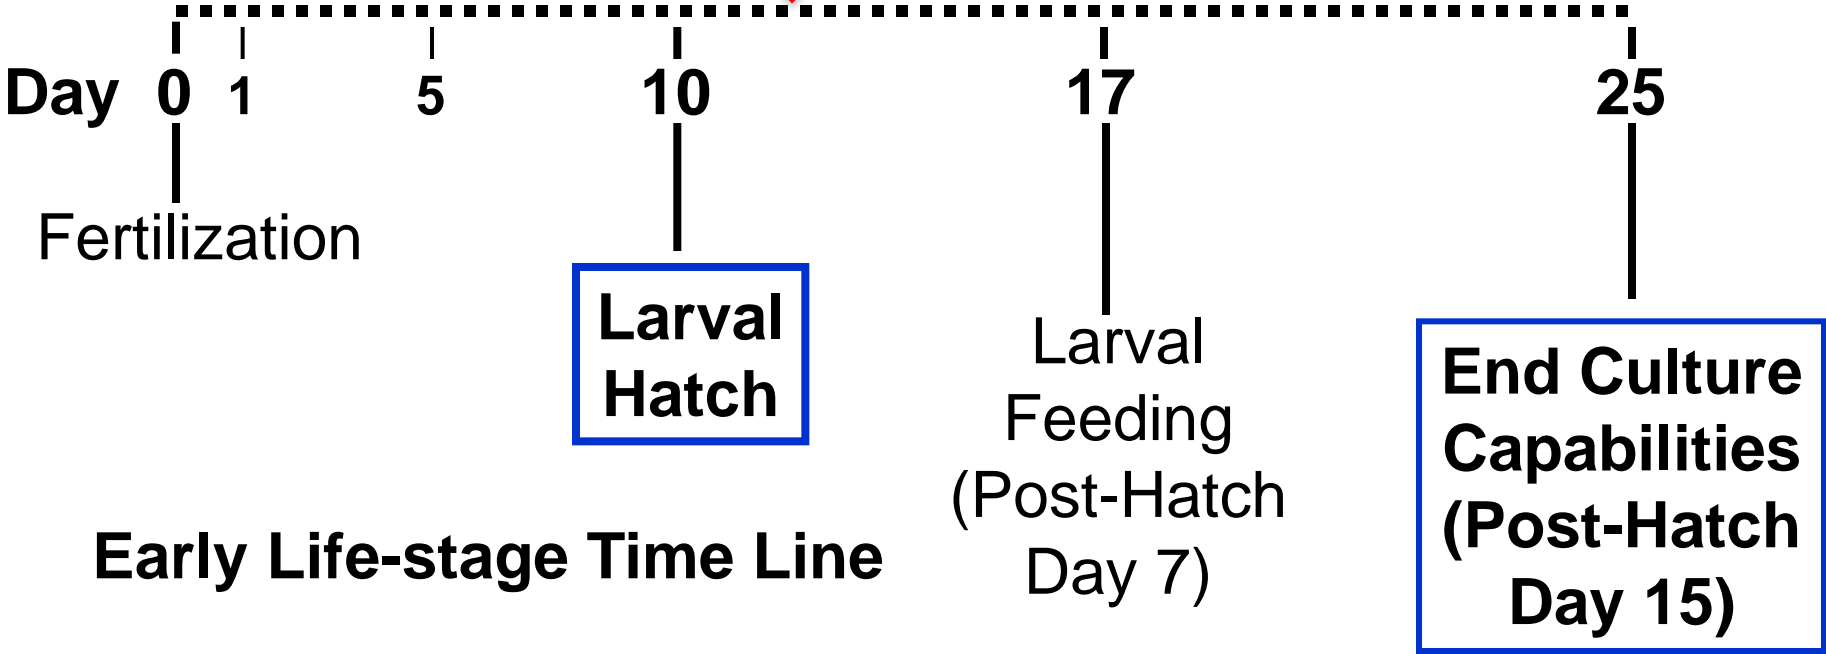 Day 0 1 5 10 17 25
Fertilization
Larval
Hatch
Larval
Feeding
(Post-Hatch
Day 7)
End Culture
Capabilities
(Post-Hatch
Day 15)
Early Life-stage Time Line